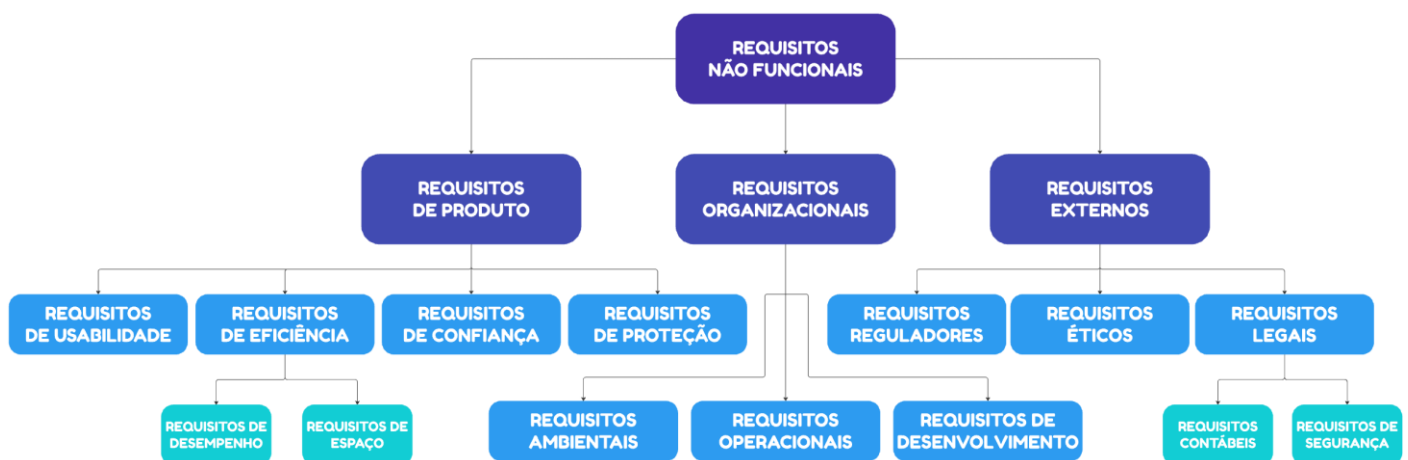 REQUISITOS
NÃO FUNCIONAIS
REQUISITOS
DE PRODUTO
REQUISITOS
ORGANIZACIONAIS
REQUISITOS
EXTERNOS
REQUISITOS
DE USABILIDADE
REQUISITOS
DE EFICIÊNCIA
REQUISITOS
DE CONFIANÇA
REQUISITOS
DE PROTEÇÃO
REQUISITOS
REGULADORES
REQUISITOS
ÉTICOS
REQUISITOS
LEGAIS
REQUISITOS DE
DESEMPENHO
REQUISITOS DE
ESPAÇO
REQUISITOS
AMBIENTAIS
REQUISITOS
OPERACIONAIS
REQUISITOS DE
DESENVOLVIMENTO
REQUISITOS
CONTÁBEIS
REQUISITOS DE
SEGURANÇA